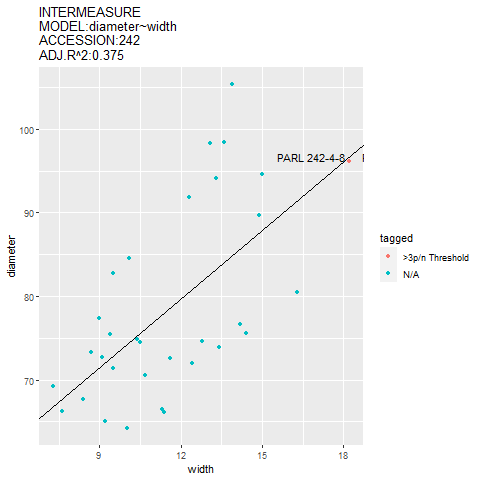 INTERMEASURE
MODEL:diameter~width
ACCESSION:242
ADJ.R^2:0.375
100
90
80
70
diameter
PARL 242-4-8
9
12
15
18
width
tagged
>3p/n Threshold
N/A